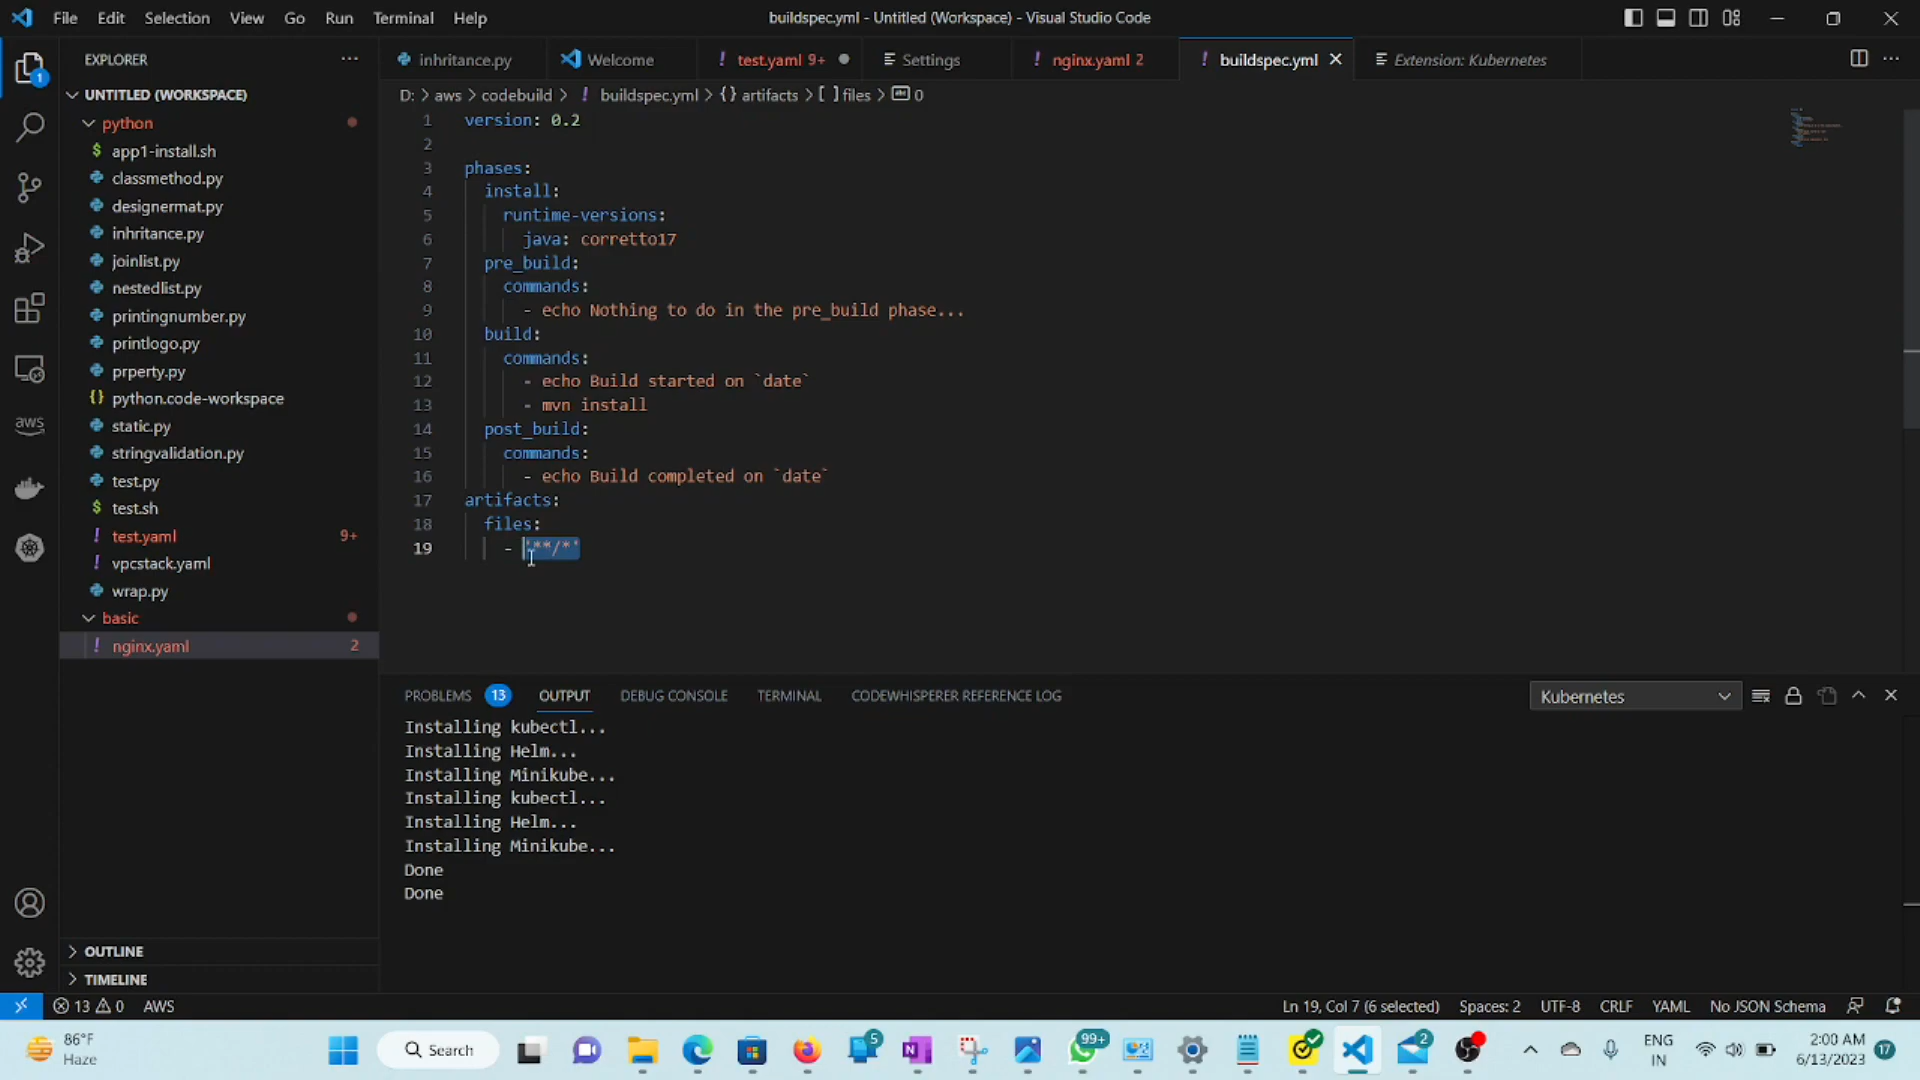 File Edit Selection View Go Run Terminal Help
buildspec.yml - Untitled (Workspace) - Visual Studio Code
EXPLORER
inhritance.py
Welcome
test.yaml 9+
Settings
nginx.yaml 2
buildspec.yml
Extension: Kubernetes
UNTITLED (WORKSPACE)
D: > aws > codebuild > ! buildspec.yml > {} artifacts > [ ] files > 0
python
app1-install.sh
classmethod.py
designermat.py
inhritance.py
joinlist.py
nestedlist.py
printingnumber.py
printlogo.py
prperty.py
python.code-workspace
static.py
stringvalidation.py
test.py
test.sh
test.yaml 9+
vpcstack.yaml
wrap.py
basic
nginx.yaml 2
OUTLINE
TIMELINE
1
aws
1 version: 0.2
2
3 phases:
4 install:
5 runtime-versions:
6 java: corretto17
7 pre_build:
8 commands:
9 - echo Nothing to do in the pre_build phase...
10 build:
11 commands:
12 - echo Build started on `date`
13 - mvn install
14 post_build:
15 commands:
16 - echo Build completed on `date`
17 artifacts:
18 files:
19 - '**/*'
PROBLEMS 13 OUTPUT DEBUG CONSOLE TERMINAL CODEWHISPERER REFERENCE LOG
Kubernetes
Installing kubectl...
Installing Helm...
Installing Minikube...
Installing kubectl...
Installing Helm...
Installing Minikube...
Done
Done
13 0 AWS
Ln 19, Col 7 (6 selected) Spaces: 2 UTF-8 CRLF YAML No JSON Schema
86°F
Haze
Search
5
99+
2
ENG
IN
2:00 AM
6/13/2023
17